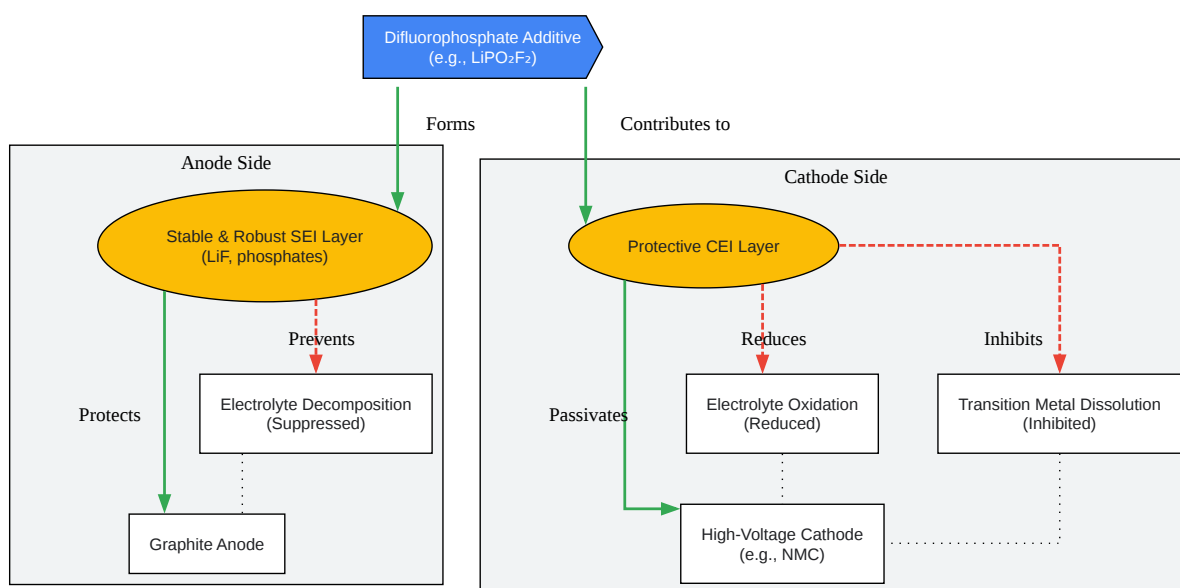 Difluorophosphate Additive
(e.g., LiPO₂F₂)
Forms
Contributes to
Anode Side
Stable & Robust SEI Layer
(LiF, phosphates)
Prevents
Electrolyte Decomposition
(Suppressed)
Protects
Graphite Anode
Cathode Side
Protective CEI Layer
Reduces
Inhibits
Electrolyte Oxidation
(Reduced)
Transition Metal Dissolution
(Inhibited)
Passivates
High-Voltage Cathode
(e.g., NMC)